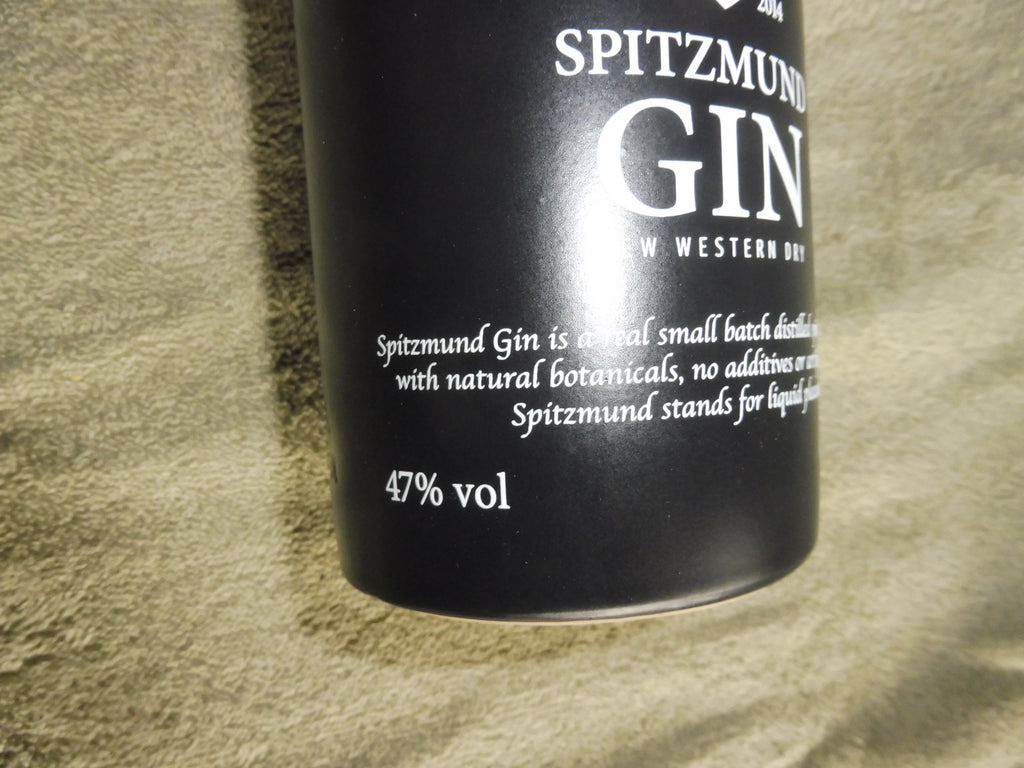 2014
SPITZMUND
GIN
W WESTERN DRY
Spitzmund Gin is a real small batch distilled
with natural botanicals, no additives or
Spitzmund stands for liquid
47% vol